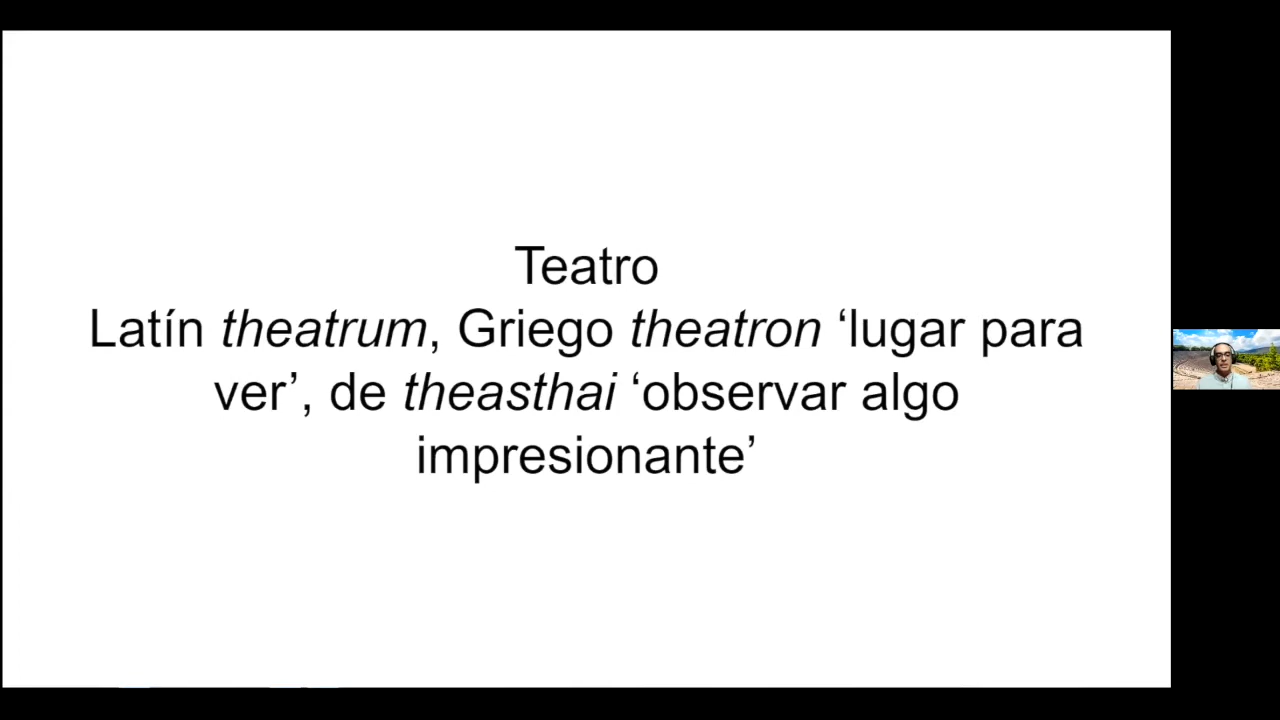 Teatro
Latín theatrum, Griego theatron ‘lugar para
ver’, de theasthai ‘observar algo
impresionante’